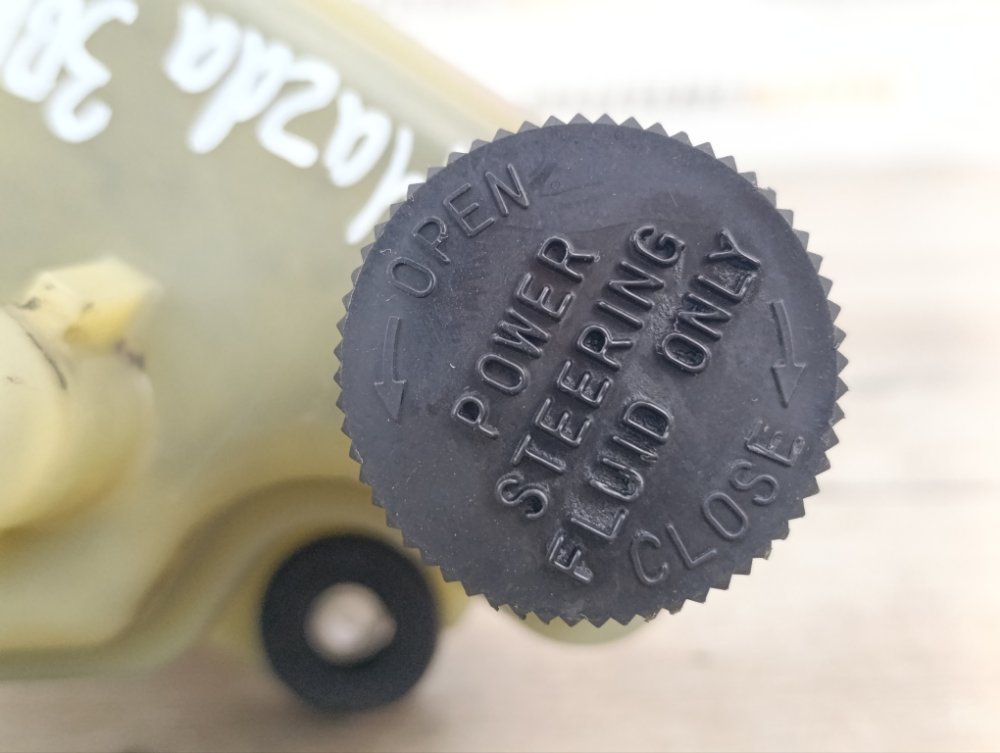 OPEN
POWER
STEERING
FLUID ONLY
CLOSE